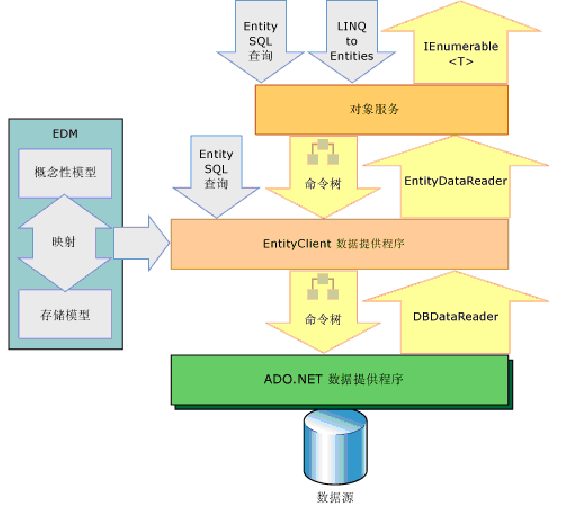 Entity
SQL
查询
LINQ
to
Entities
IEnumerable
<T>
对象服务
EDM
概念性模型
映射
存储模型
Entity
SQL
查询
命令树
EntityDataReader
EntityClient 数据提供程序
命令树
DBDataReader
ADO.NET 数据提供程序
数据源